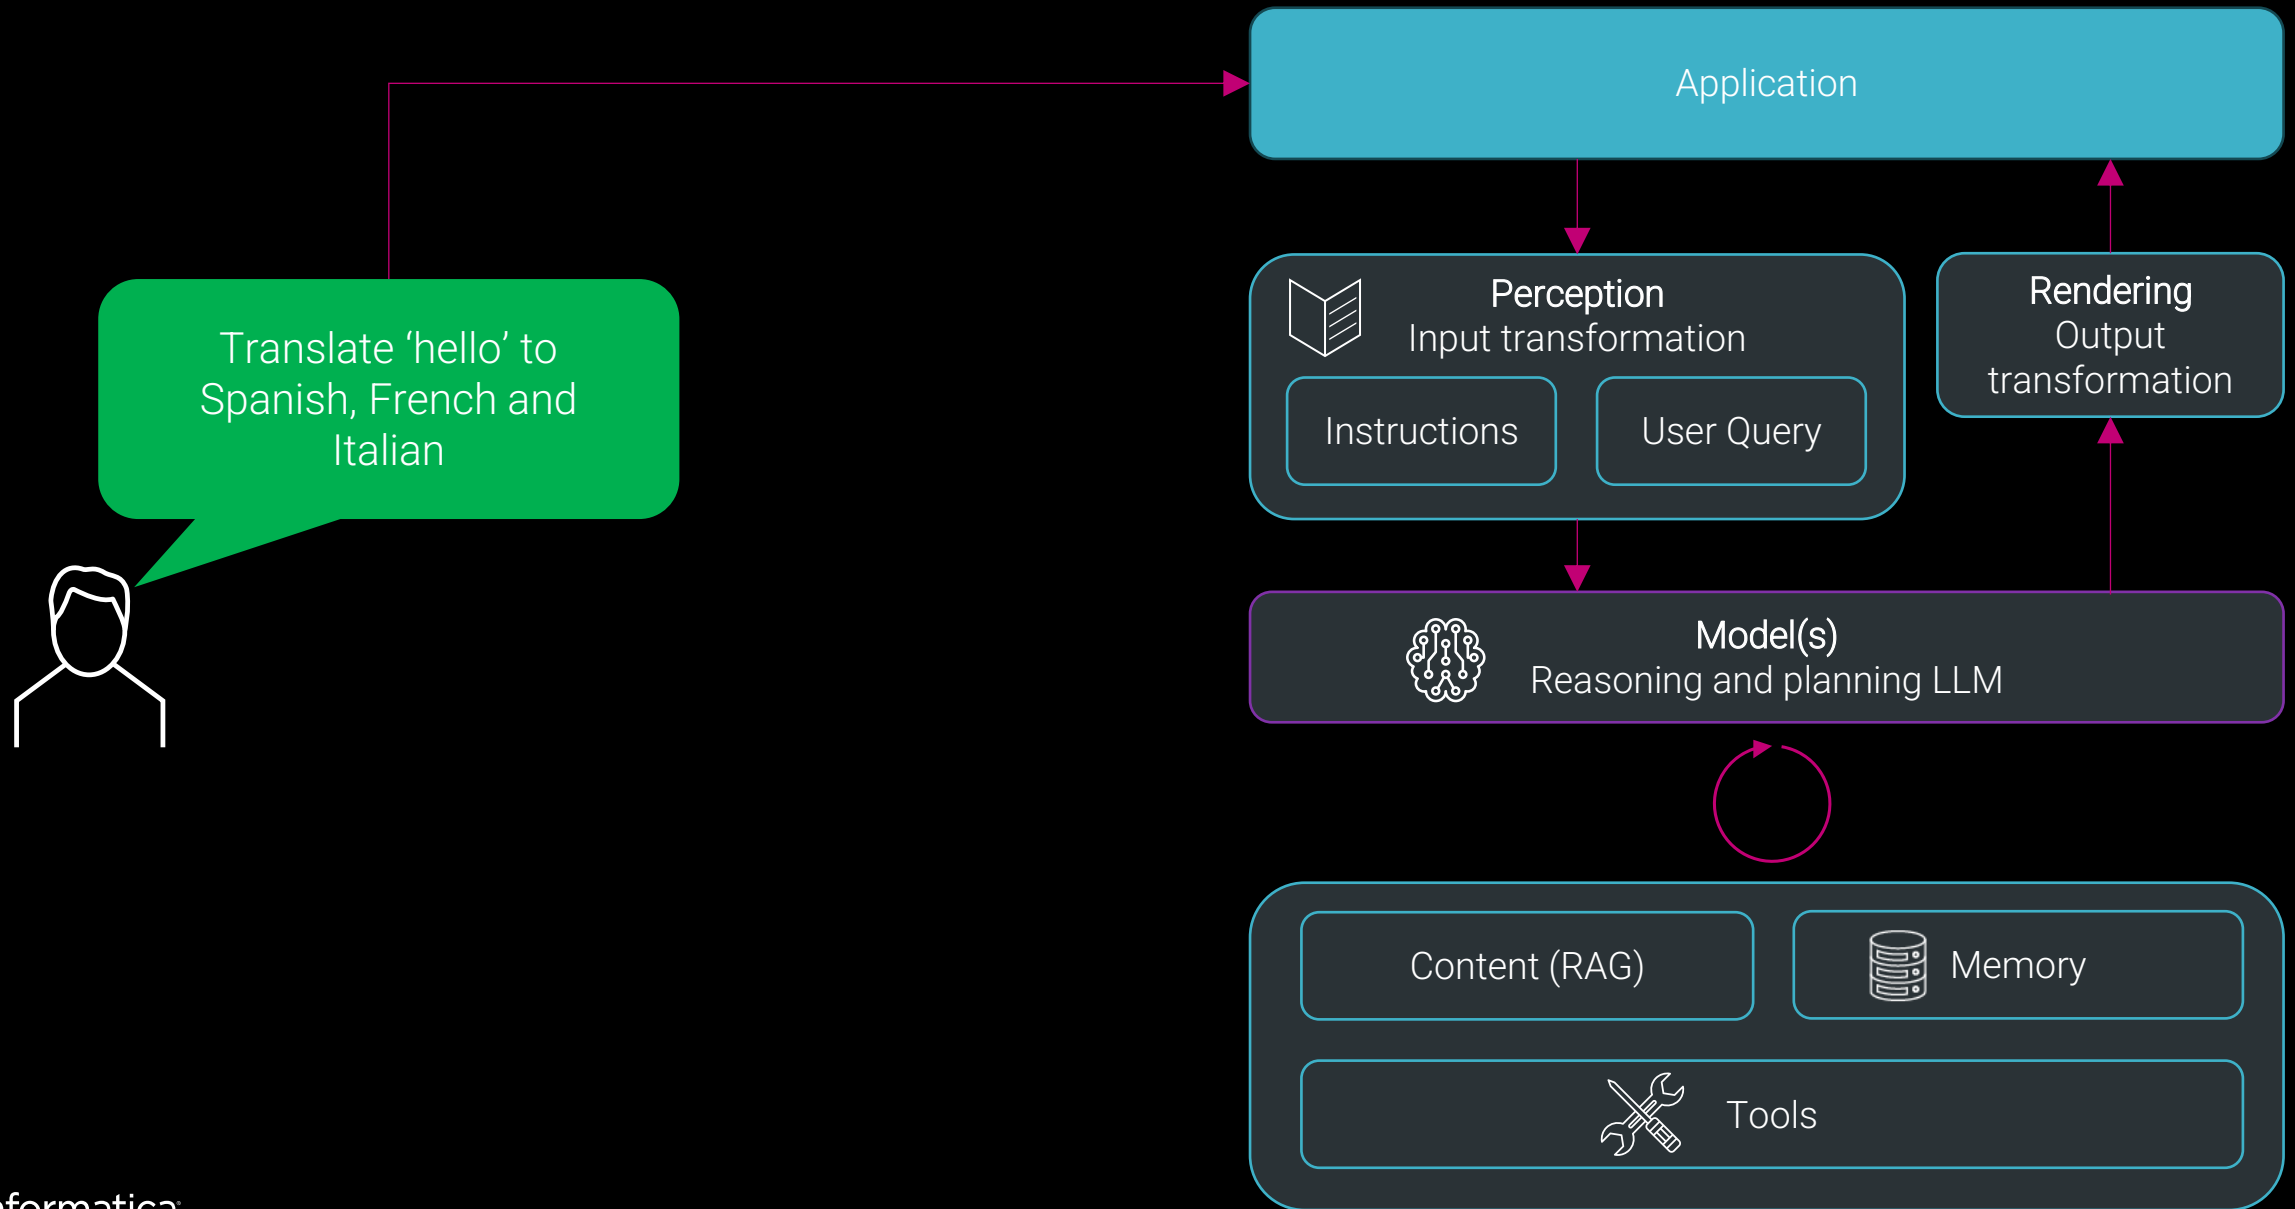 Application
Translate ‘hello’ to
Spanish, French and
Italian
Perception
Input transformation
Instructions
User Query
Rendering
Output
transformation
Model(s)
Reasoning and planning LLM
Content (RAG)
Memory
Tools